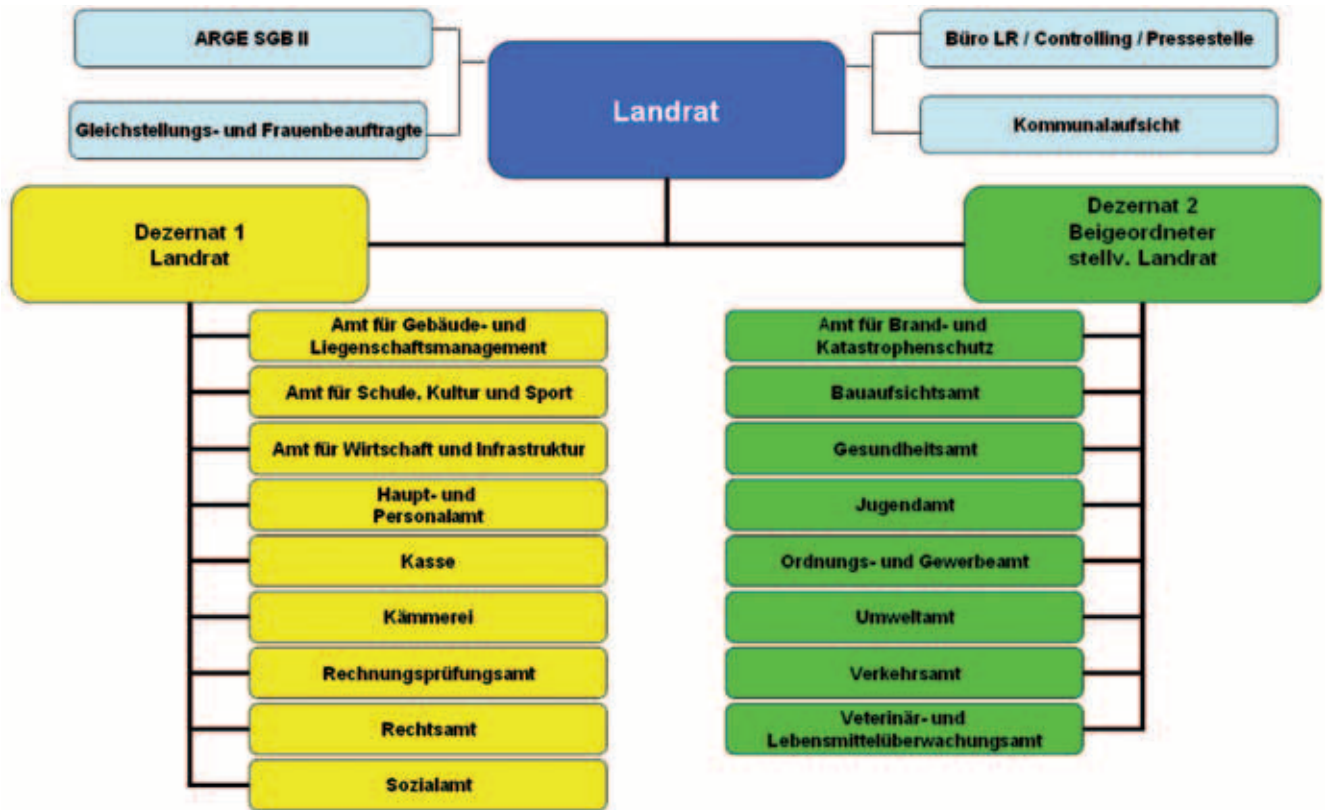 ARGE SGB II
Büro LR / Controlling / Pressestelle
Landrat
Gleichstellungs- und Frauenbeauftragte
Kommunalaufsicht
Dezernat 1
Landrat
Dezernat 2
Beigeordneter
stellv. Landrat
Amt für Gebäude- und
Liegenschaftsmanagement
Amt für Schule, Kultur und Sport
Amt für Wirtschaft und Infrastruktur
Haupt- und
Personalamt
Kasse
Kämmerei
Rechnungsprüfungsamt
Rechtsamt
Sozialamt
Amt für Brand- und
Katastrophenschutz
Bauaufsichtsamt
Gesundheitsamt
Jugendamt
Ordnungs- und Gewerbeamt
Umweltamt
Verkehrsamt
Veterinär- und
Lebensmittelüberwachungsamt